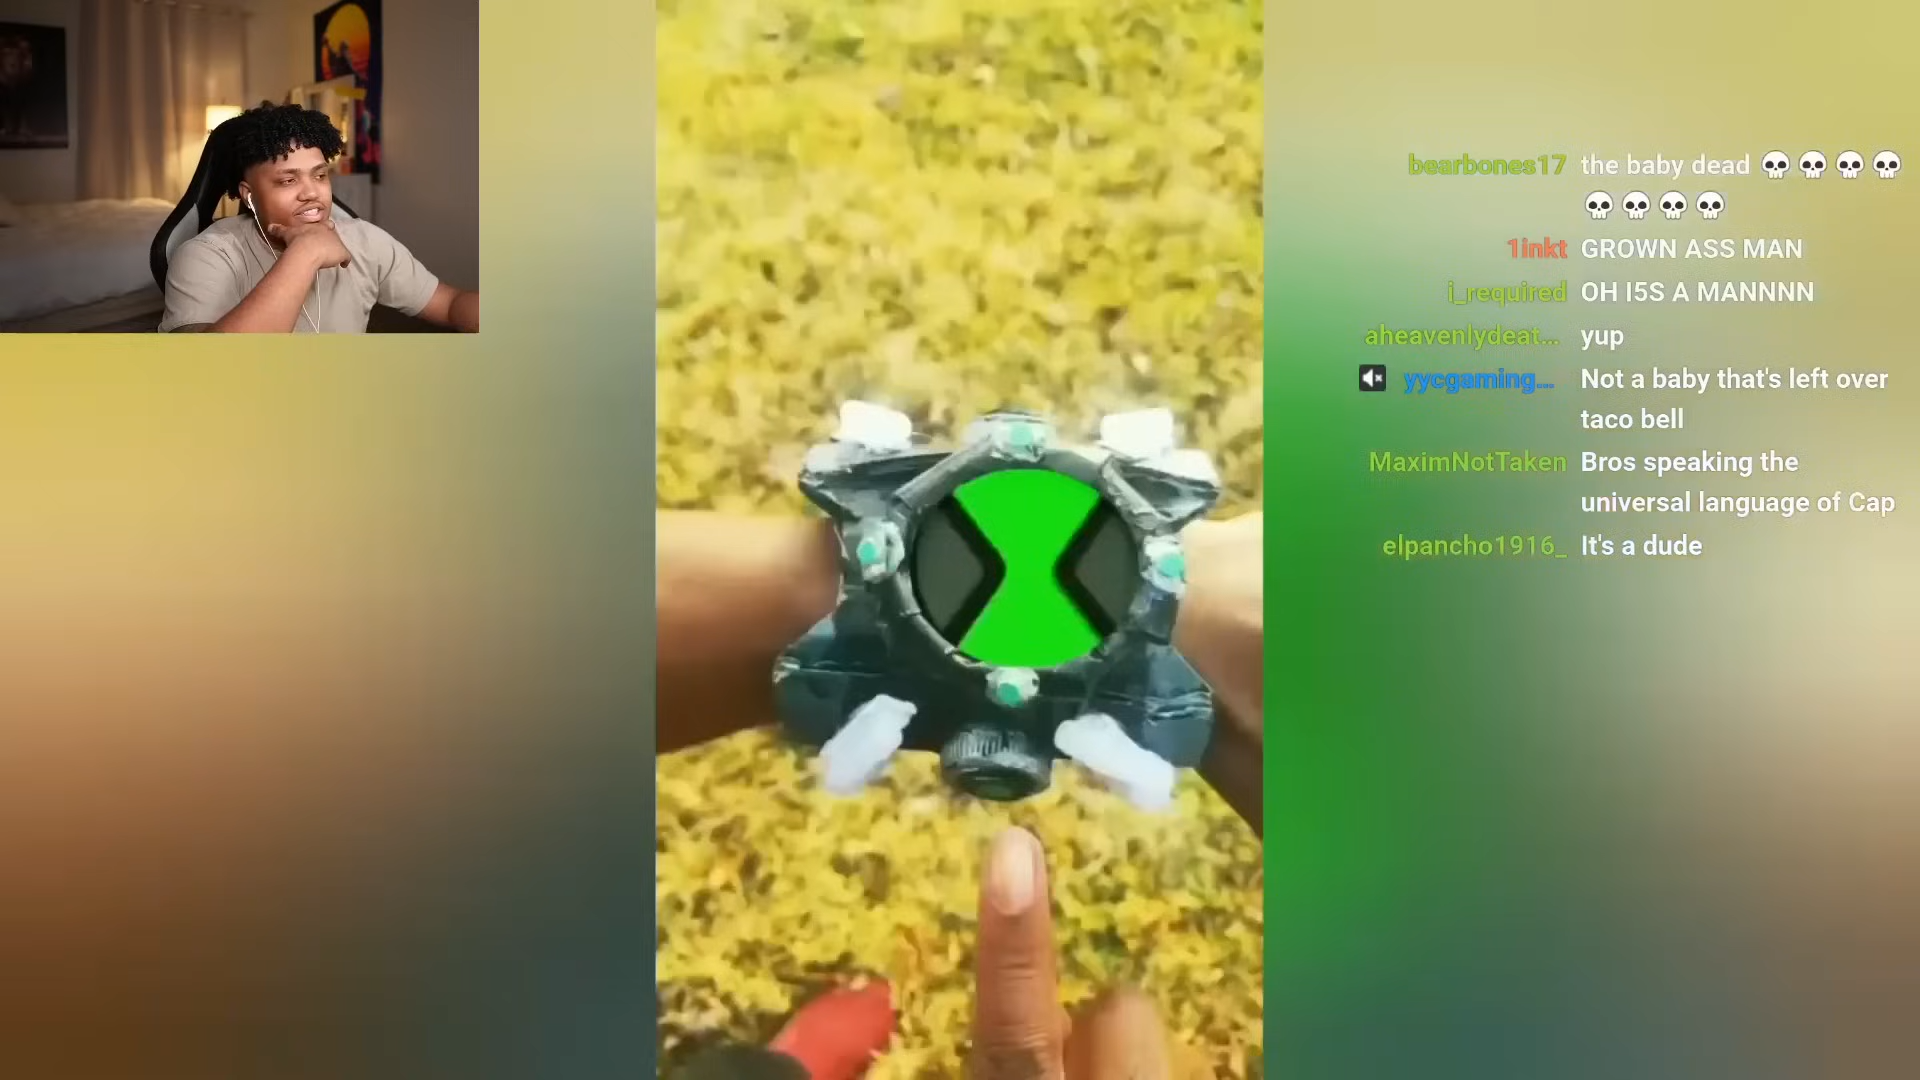 bearbones17 the baby dead 💀 💀 💀 💀
💀 💀 💀 💀
1inkt GROWN ASS MAN
i_required OH I5S A MANNNN
aheavenlydeat... yup
yycgaming... Not a baby that's left over
taco bell
MaximNotTaken Bros speaking the
universal language of Cap
elpancho1916_ It's a dude